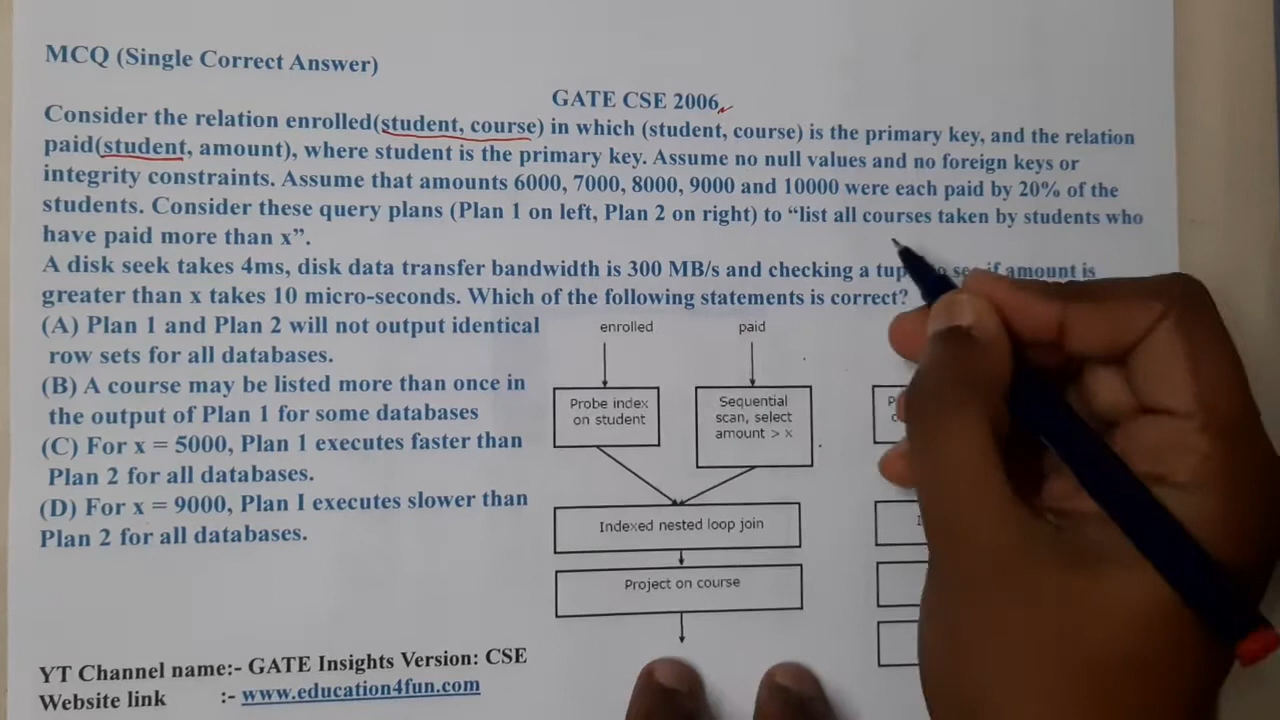 MCQ (Single Correct Answer)
GATE CSE 2006
Consider the relation enrolled(student, course) in which (student, course) is the primary key, and the relation
paid(student, amount), where student is the primary key. Assume no null values and no foreign keys or
integrity constraints. Assume that amounts 6000, 7000, 8000, 9000 and 10000 were each paid by 20% of the
students. Consider these query plans (Plan 1 on left, Plan 2 on right) to “list all courses taken by students who
have paid more than x”.
A disk seek takes 4ms, disk data transfer bandwidth is 300 MB/s and checking a if amount is
greater than x takes 10 micro-seconds. Which of the following statements is correct?
(A) Plan 1 and Plan 2 will not output identical
row sets for all databases.
(B) A course may be listed more than once in
the output of Plan 1 for some databases
(C) For x = 5000, Plan 1 executes faster than
Plan 2 for all databases.
(D) For x = 9000, Plan I executes slower than
Plan 2 for all databases.
enrolled paid
Probe index
on student
Sequential
scan, select
amount > x
Indexed nested loop join
Project on course
YT Channel name:- GATE Insights Version: CSE
Website link :- www.education4fun.com